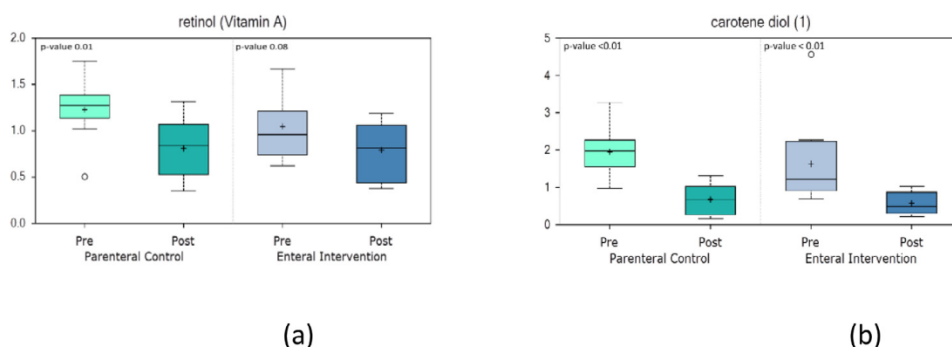 retinol (Vitamin A)
p-value 0.01
p-value 0.08
2.0
1.5
1.0
0.5
0.0
Pre
Post
Pre
Post
Parenteral Control
Enteral Intervention
(a)
carotene diol (1)
p-value <0.01
p-value < 0.01
5
4
3
2
1
0
Pre
Post
Pre
Post
Parenteral Control
Enteral Intervention
(b)